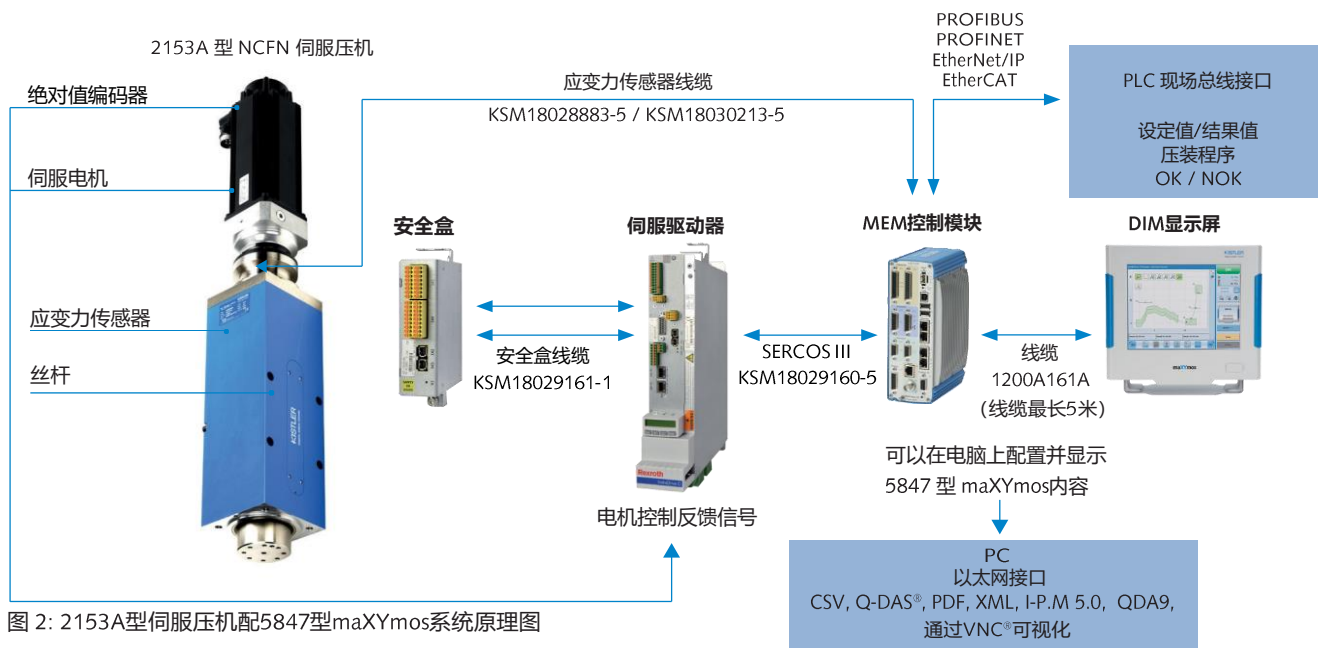 2153A 型 NCFN 伺服压机
绝对值编码器
伺服电机
应变力传感器
丝杆
应变力传感器线缆
KSM18028883-5 / KSM18030213-5
PROFIBUS
PROFINET
EtherNet/IP
EtherCAT
PLC 现场总线接口
设定值/结果值
压装程序
OK / NOK
安全盒
伺服驱动器
MEM控制模块
DIM显示屏
安全盒线缆
KSM18029161-1
SERCOS III
KSM18029160-5
线缆
1200A161A
(线缆最长5米)
KISTLER
Rexroth
KISTLER
maXYmos
电机控制反馈信号
可以在电脑上配置并显示
5847 型 maXYmos内容
PC
以太网接口
CSV, Q-DAS®, PDF, XML, I-P.M 5.0, QDA9,
通过VNC®可视化
图 2: 2153A型伺服压机配5847型maXYmos系统原理图